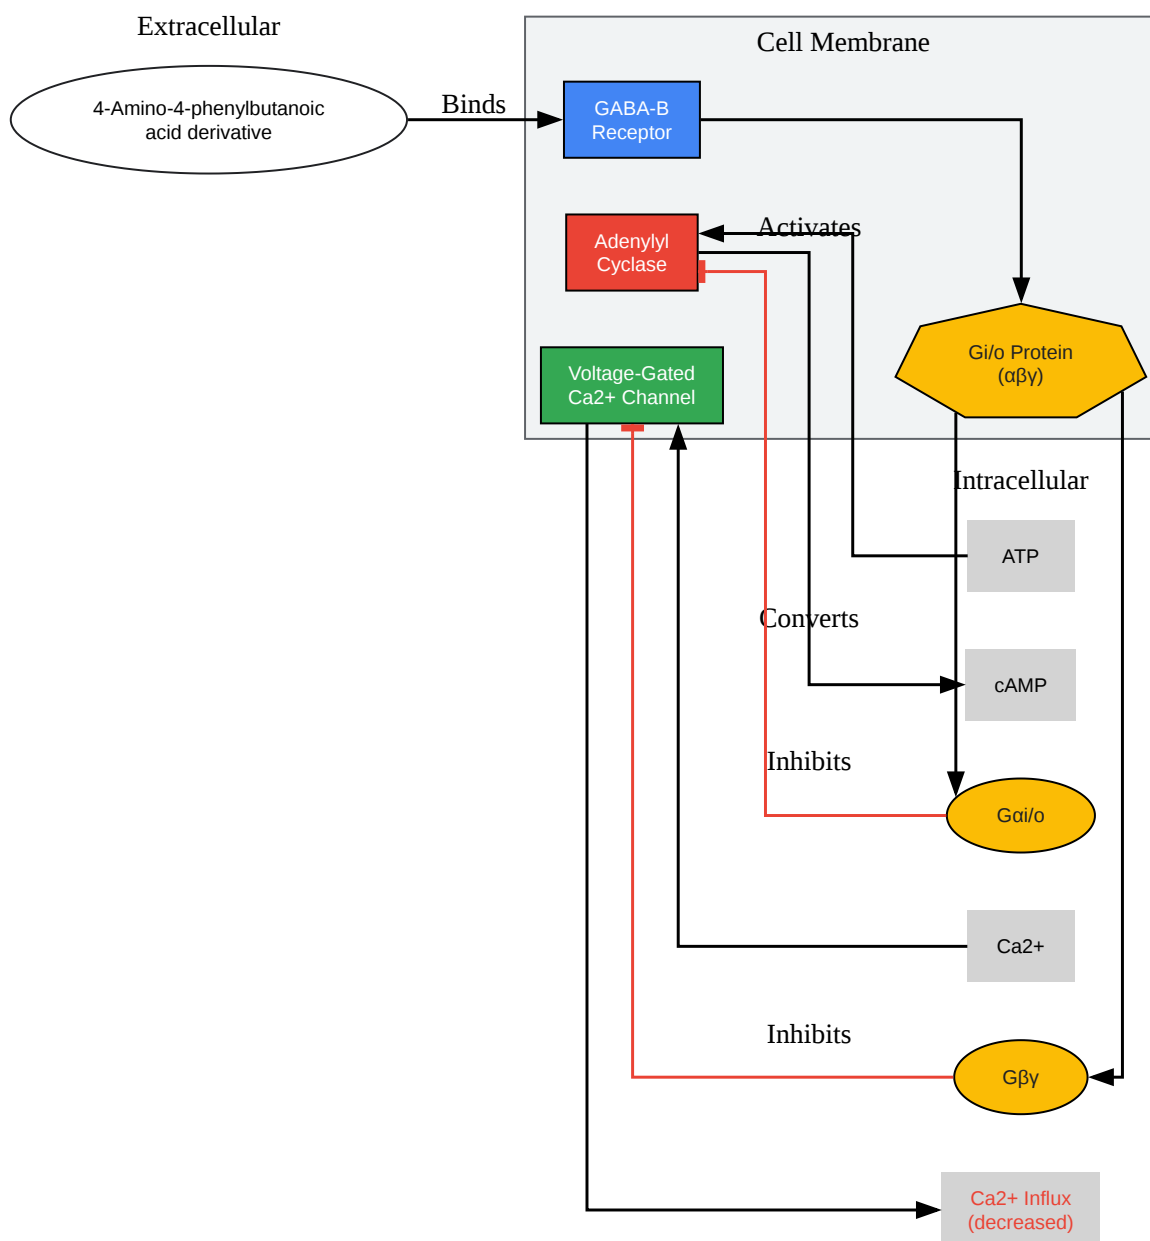 Extracellular
Cell Membrane
4-Amino-4-phenylbutanoic
acid derivative
Binds
GABA-B
Receptor
Activates
Adenylyl
Cyclase
Gi/o Protein
(αβγ)
Voltage-Gated
Ca2+ Channel
Intracellular
ATP
Converts
cAMP
Inhibits
Gαi/o
Ca2+
Inhibits
Gβγ
Ca2+ Influx
(decreased)